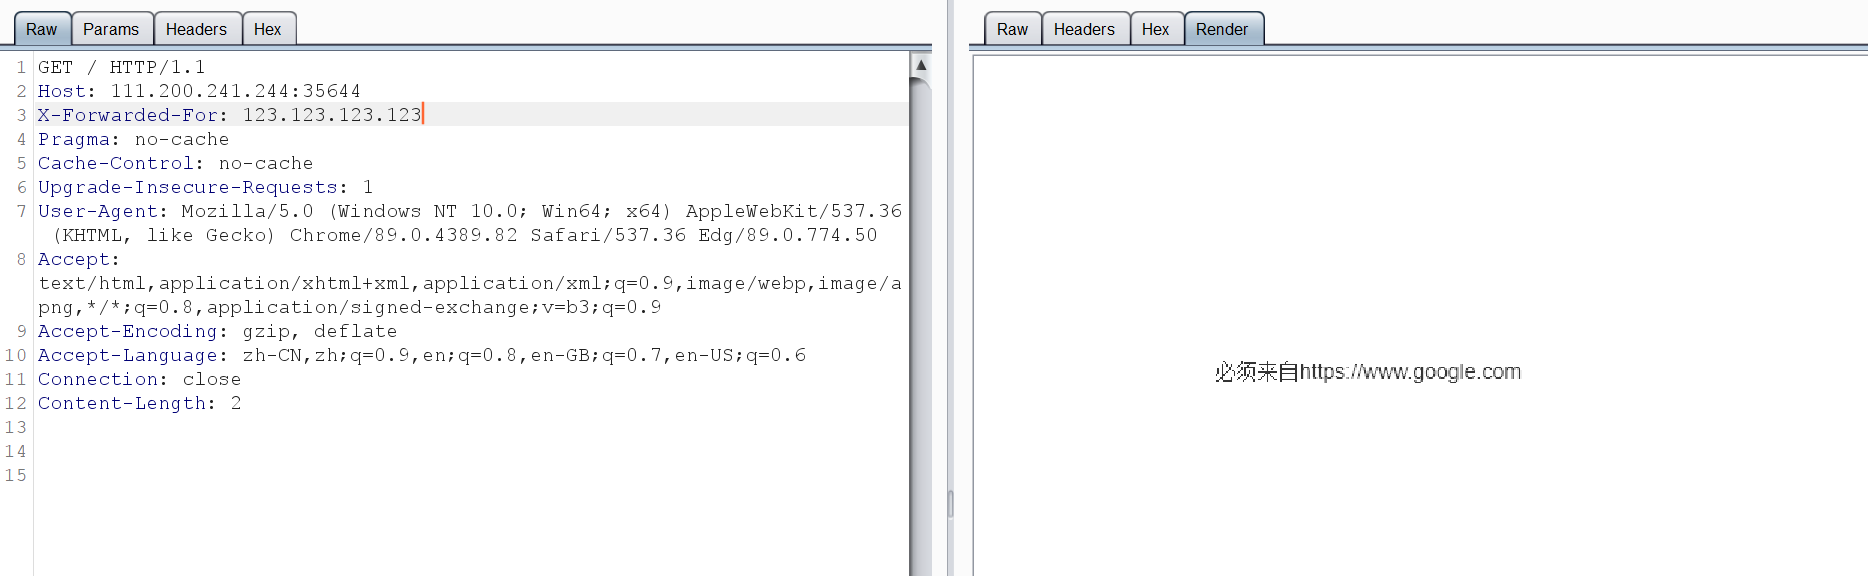 Raw Params Headers Hex
1 GET / HTTP/1.1
2 Host: 111.200.241.244:35644
3 X-Forwarded-For: 123.123.123.123
4 Pragma: no-cache
5 Cache-Control: no-cache
6 Upgrade-Insecure-Requests: 1
7 User-Agent: Mozilla/5.0 (Windows NT 10.0; Win64; x64) AppleWebKit/537.36
(KHTML, like Gecko) Chrome/89.0.4389.82 Safari/537.36 Edg/89.0.774.50
8 Accept:
text/html,application/xhtml+xml,application/xml;q=0.9,image/webp,image/a
png,*/*;q=0.8,application/signed-exchange;v=b3;q=0.9
9 Accept-Encoding: gzip, deflate
10 Accept-Language: zh-CN,zh;q=0.9,en;q=0.8,en-GB;q=0.7,en-US;q=0.6
11 Connection: close
12 Content-Length: 2
13
14
15
Raw Headers Hex Render
必须来自https://www.google.com